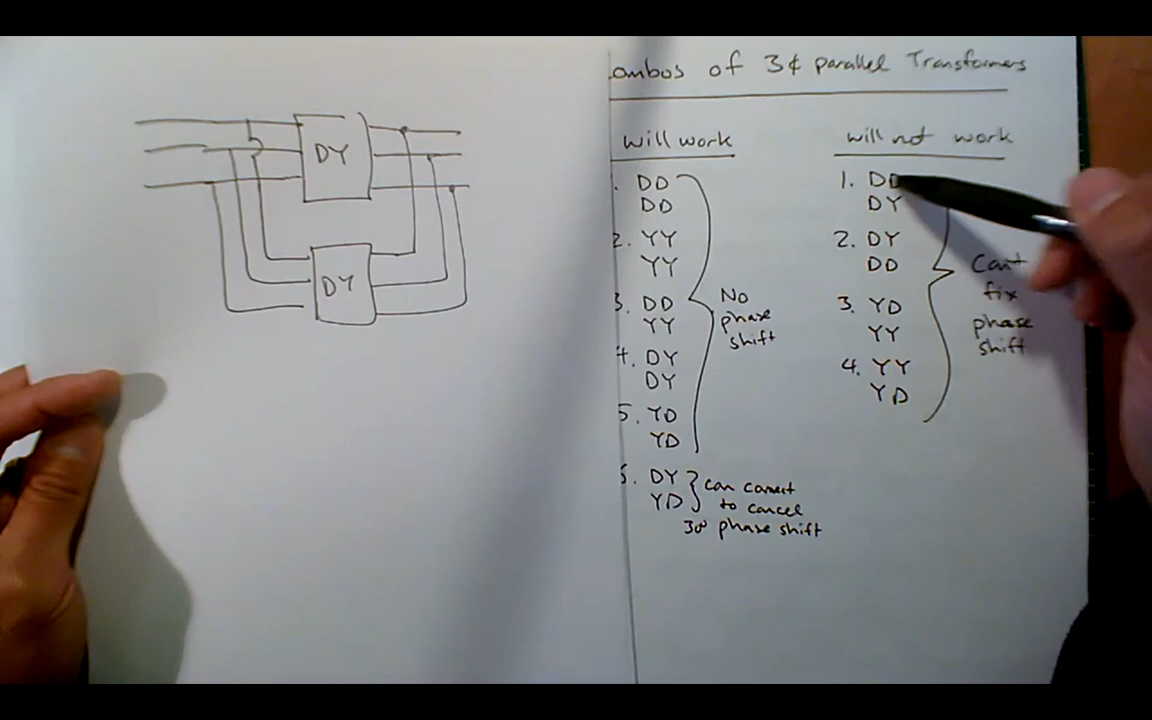 DY
DY
ombos of 3¢ parallel Transformers
will work
will not work
. DD
DD
2. YY
YY
3. DD
YY
4. DY
DY
5. YD
YD
No
phase
shift
. DY
YD
can connect
to cancel
30° phase shift
1. DD
DY
2. DY
DD
3. YD
YY
4. YY
YD
Can't
fix
phase
shift